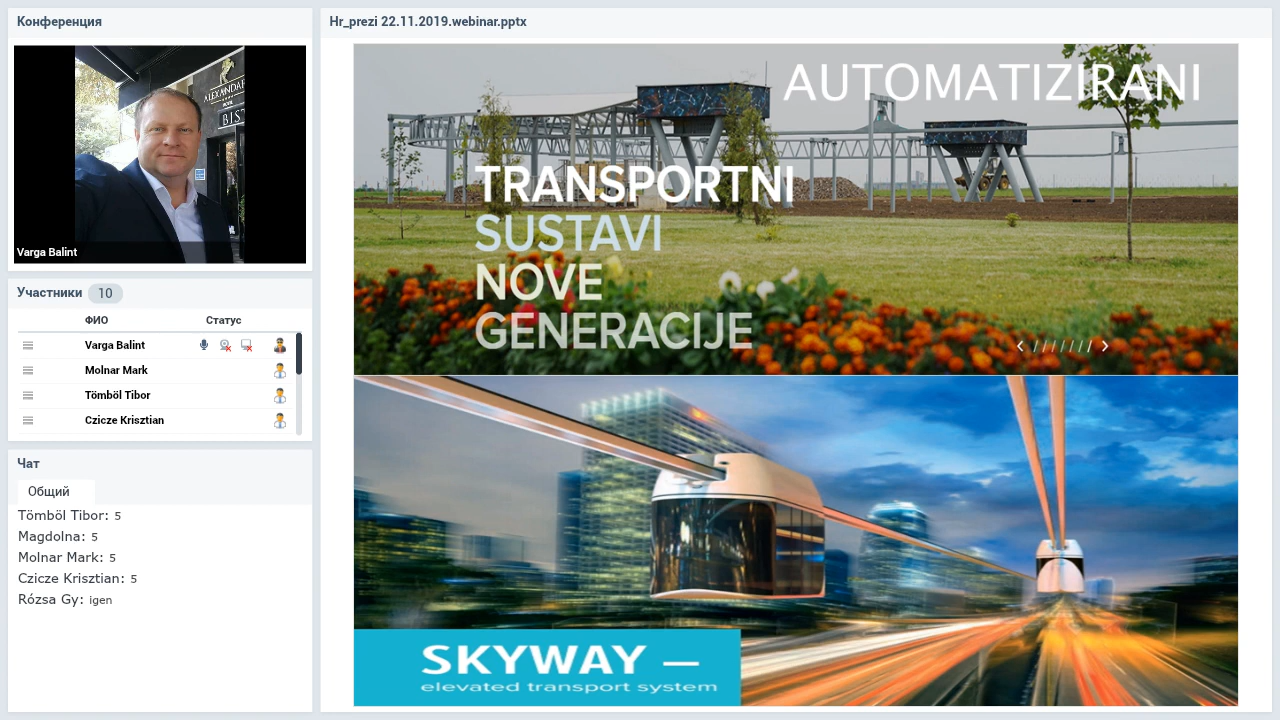 Конференция
ALEXANDAR
BIS
Varga Balint
Участники 10
ФИО Статус
Varga Balint
Molnar Mark
Tömböl Tibor
Czicze Krisztian
Чат
Общий
Tömböl Tibor: 5
Magdolna: 5
Molnar Mark: 5
Czicze Krisztian: 5
Rózsa Gy: igen
Hr_prezi 22.11.2019.webinar.pptx
AUTOMATIZIRANI
TRANSPORTNI
SUSTAVI
NOVE
GENERACIJE
SKYWAY —
elevated transport system